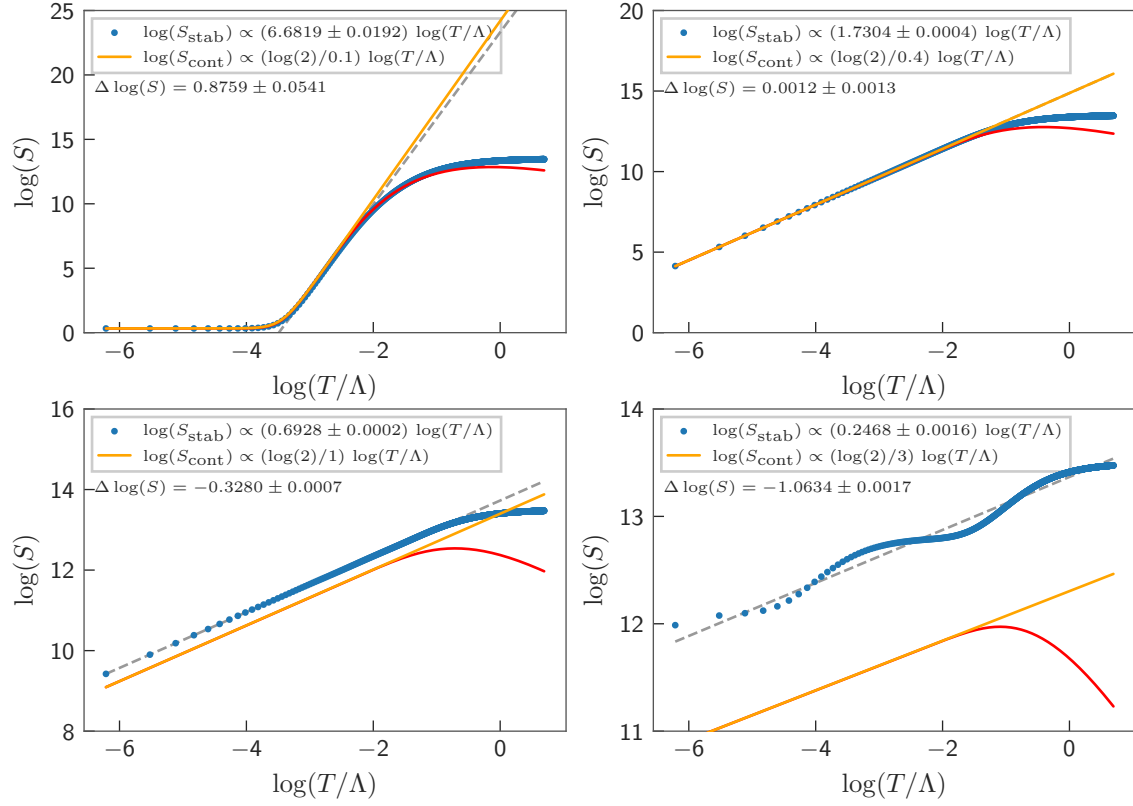 log(S_stab) ∝ (6.6819 ± 0.0192) log(T/Λ)
log(S_cont) ∝ (log(2)/0.1) log(T/Λ)
Δ log(S) = 0.8759 ± 0.0541
25
20
15
10
5
0
log(S)
−6
−4
−2
0
log(T/Λ)
log(S_stab) ∝ (1.7304 ± 0.0004) log(T/Λ)
log(S_cont) ∝ (log(2)/0.4) log(T/Λ)
Δ log(S) = 0.0012 ± 0.0013
20
15
10
5
0
log(S)
−6
−4
−2
0
log(T/Λ)
log(S_stab) ∝ (0.6928 ± 0.0002) log(T/Λ)
log(S_cont) ∝ (log(2)/1) log(T/Λ)
Δ log(S) = −0.3280 ± 0.0007
16
14
12
10
8
log(S)
−6
−4
−2
0
log(T/Λ)
log(S_stab) ∝ (0.2468 ± 0.0016) log(T/Λ)
log(S_cont) ∝ (log(2)/3) log(T/Λ)
Δ log(S) = −1.0634 ± 0.0017
14
13
12
11
log(S)
−6
−4
−2
0
log(T/Λ)